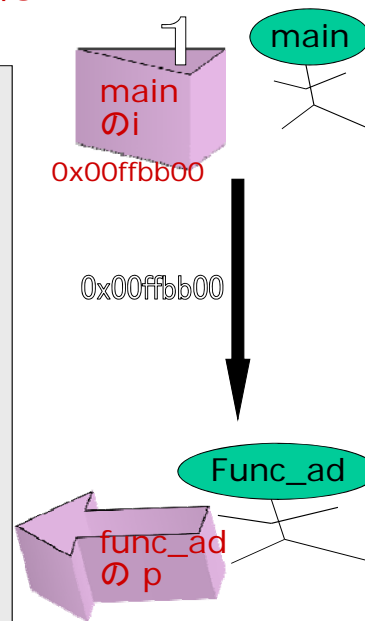 1
main
main
のi
0x00ffbb00
0x00ffbb00
Func_ad
func_ad
の p